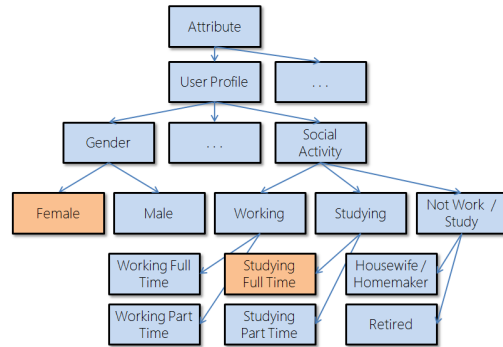 Attribute
User Profile
. . .
Gender
. . .
Social
Activity
Female
Male
Working
Studying
Not Work /
Study
Working Full
Time
Studying
Full Time
Housewife /
Homemaker
Working Part
Time
Studying
Part Time
Retired